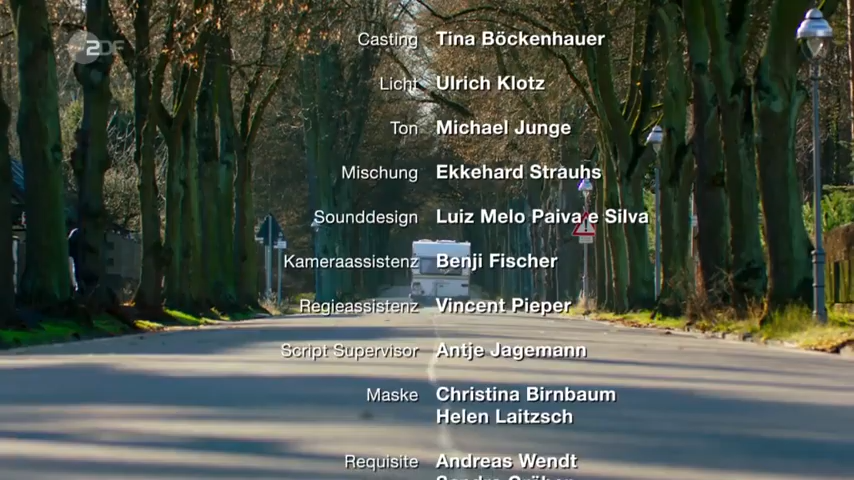 ZDF
Casting Tina Böckenhauer
Licht Ulrich Klotz
Ton Michael Junge
Mischung Ekkehard Strauhs
Sounddesign Luiz Melo Paiva e Silva
Kameraassistenz Benji Fischer
Regieassistenz Vincent Pieper
Script Supervisor Antje Jagemann
Maske Christina Birnbaum
Helen Laitzsch
Requisite Andreas Wendt